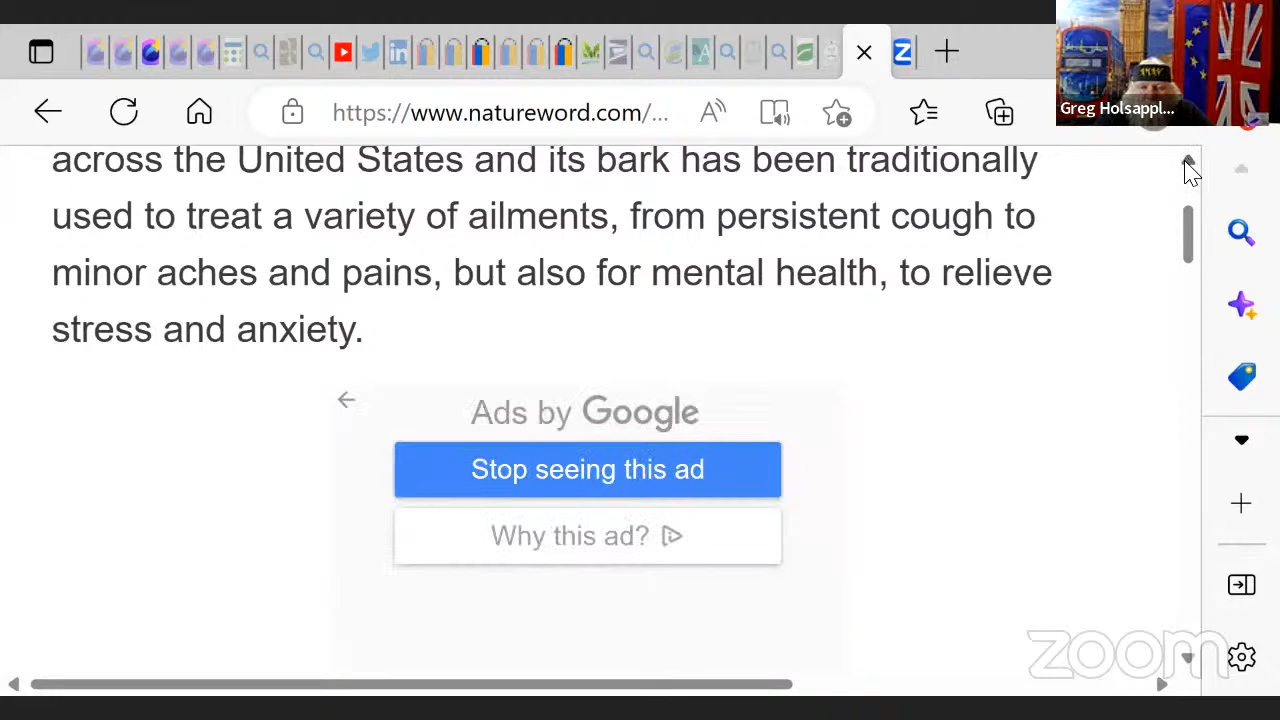 https://www.natureword.com/...
Greg Holsappl...
across the United States and its bark has been traditionally
used to treat a variety of ailments, from persistent cough to
minor aches and pains, but also for mental health, to relieve
stress and anxiety.
Ads by Google
Stop seeing this ad
Why this ad?
zoom